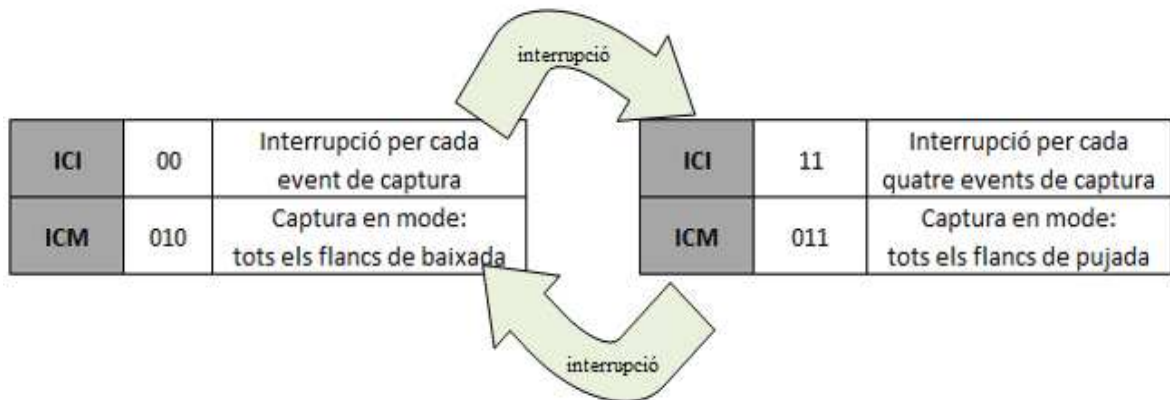 interrupció
ICI
00
Interrupció per cada
event de captura
ICM
010
Captura en mode:
tots els flancs de baixada
ICI
11
Interrupció per cada
quatre events de captura
ICM
011
Captura en mode:
tots els flancs de pujada
interrupció